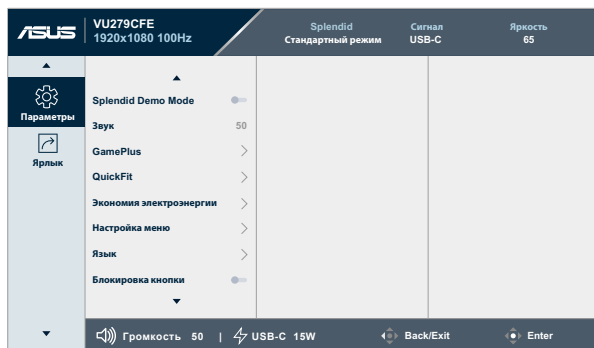 ASUS
VU279CFE
1920x1080 100Hz
Splendid
Стандартный режим
Сигнал
USB-C
Яркость
65
Параметры
Ярлык
Splendid Demo Mode
Звук 50
GamePlus
QuickFit
Экономия электроэнергии
Настройка меню
Язык
Блокировка кнопки
Громкость 50 | USB-C 15W Back/Exit Enter